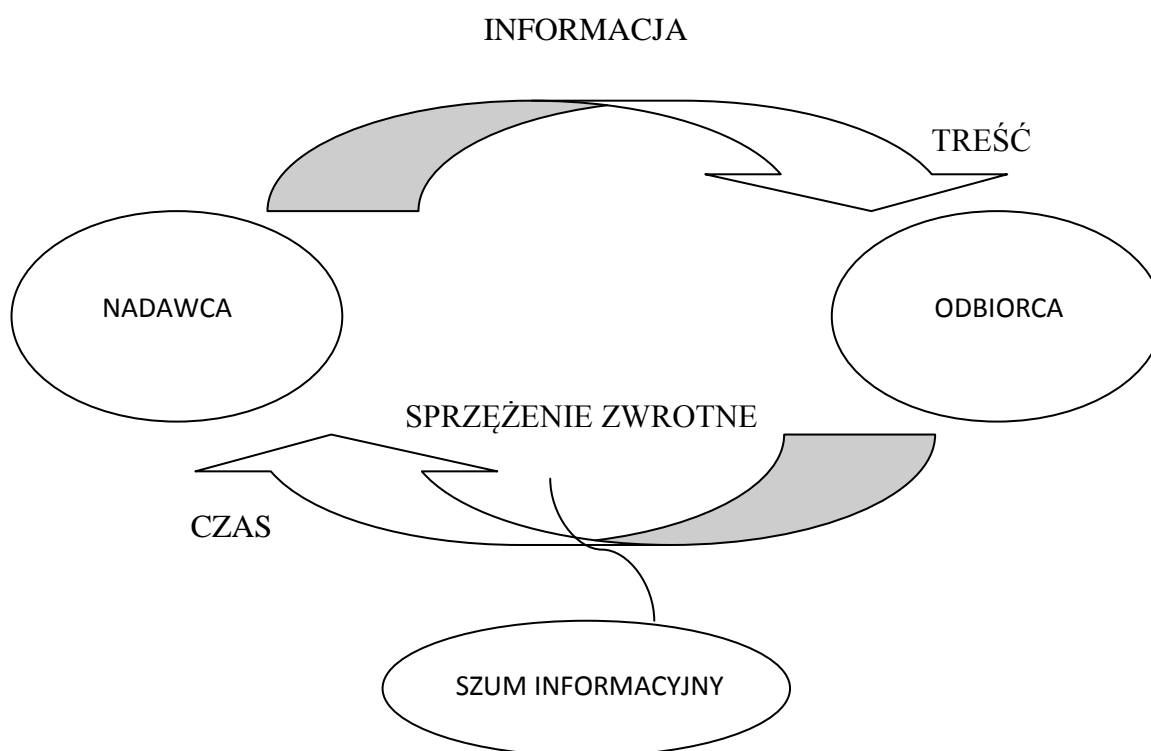 INFORMACJA
TREŚĆ
NADAWCA
ODBIORCA
SPRZĘŻENIE ZWROTNE
CZAS
SZUM INFORMACYJNY